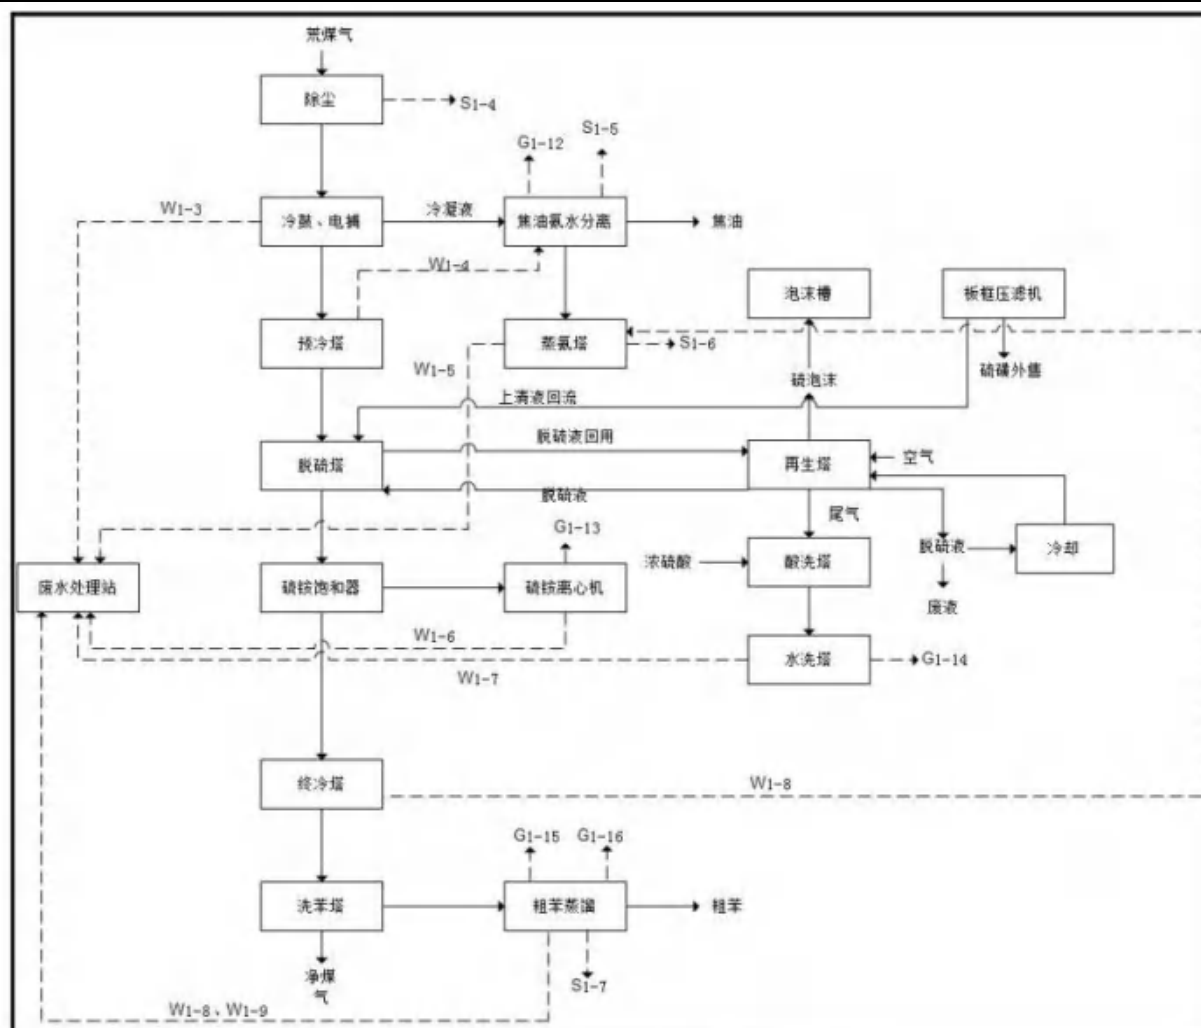 荒煤气
除尘
S1-4
S1-5
G1-12
W1-3
冷鼓、电捕
冷凝液
焦油氨水分离
焦油
W1-4
泡沫槽
板框压滤机
预冷塔
蒸氨塔
S1-6
W1-5
硫磺外售
硫泡沫
上清液回流
脱硫液回用
脱硫塔
再生塔
空气
脱硫液
尾气
G1-13
脱硫液
冷却
浓硫酸
酸洗塔
废水处理站
硫铵饱和器
硫铵离心机
废液
W1-6
水洗塔
G1-14
W1-7
终冷塔
W1-8
G1-15
G1-16
洗苯塔
粗苯蒸馏
粗苯
净煤
气
S1-7
W1-8、W1-9